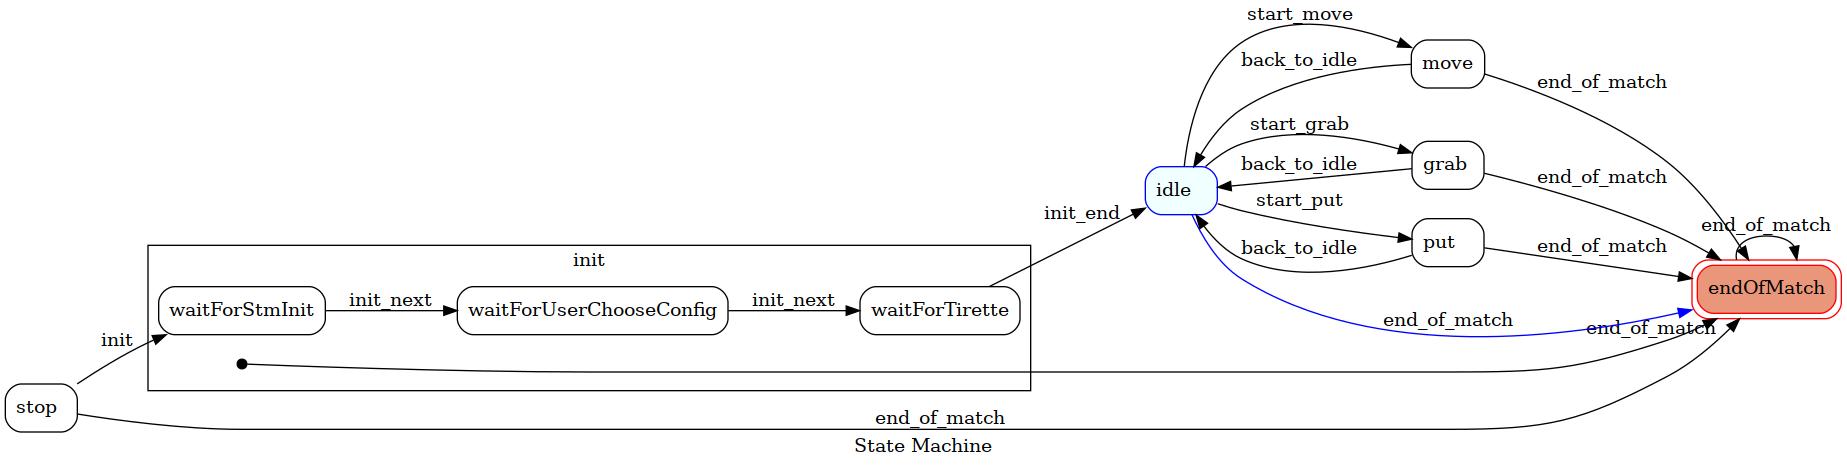 start_move
back_to_idle
move
end_of_match
start_grab
back_to_idle
grab
end_of_match
idle
start_put
init_end
back_to_idle
put
end_of_match
end_of_match
endOfMatch
init
waitForStmInit
init_next
waitForUserChooseConfig
init_next
waitForTirette
end_of_match
end_of_match
init
stop
end_of_match
State Machine